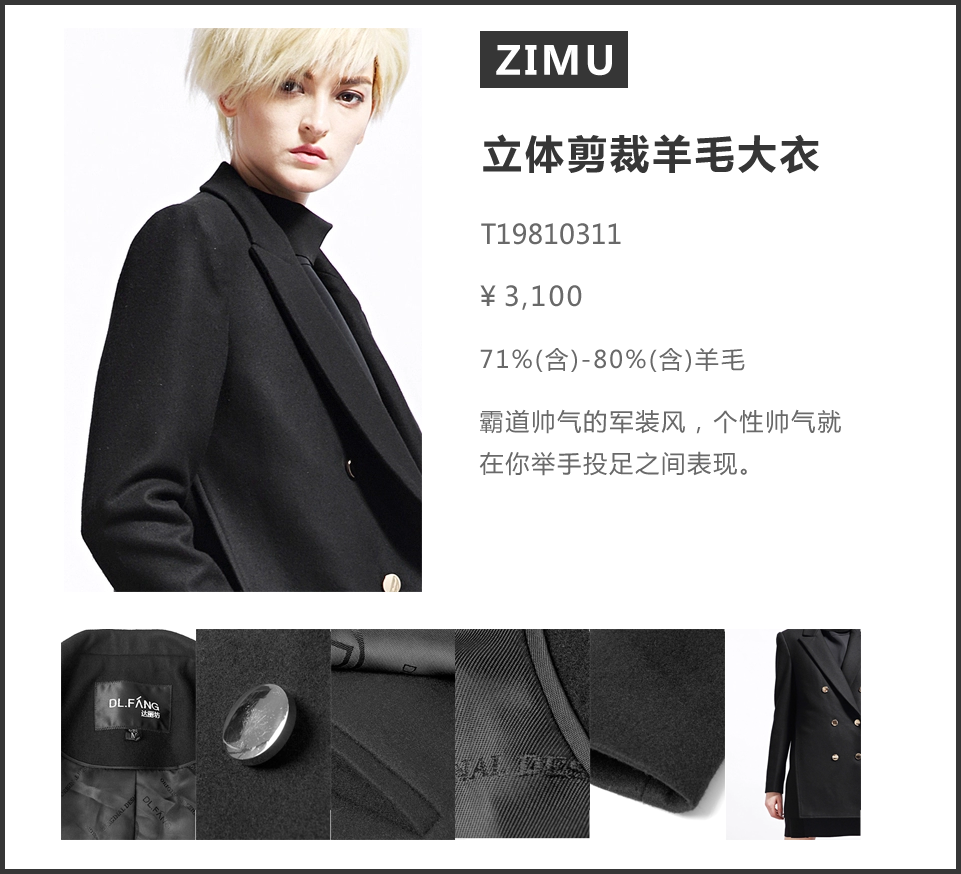 ZIMU
立体剪裁羊毛大衣
T19810311
¥ 3,100
71%(含)-80%(含)羊毛
霸道帅气的军装风，个性帅气就
在你举手投足之间表现。
DL.FANG
达丽坊
DL.FAN